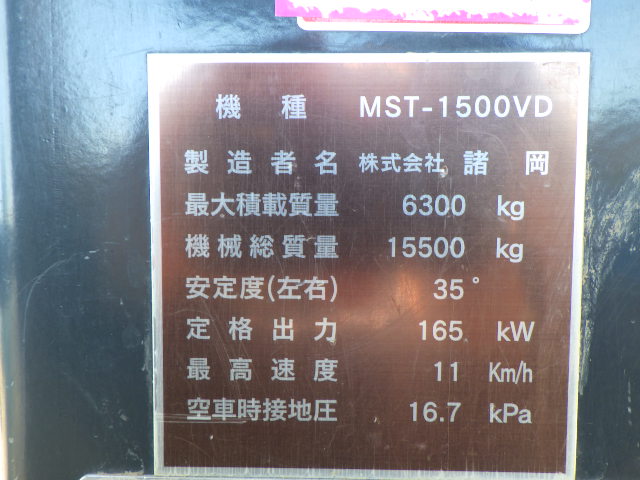 機種 MST-1500VD
製造者名 株式会社 諸岡
最大積載質量 6300 kg
機械総質量 15500 kg
安定度(左右) 35°
定格出力 165 kW
最高速度 11 Km/h
空車時接地圧 16.7 kPa